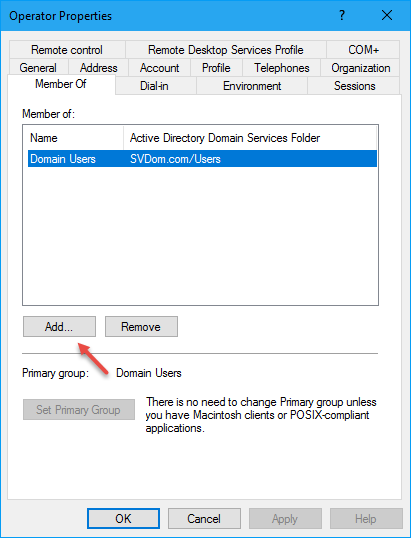 Operator Properties
?
Remote control Remote Desktop Services Profile COM+
General Address Account Profile Telephones Organization
Member Of Dial-in Environment Sessions
Member of:
Name Active Directory Domain Services Folder
Domain Users SVDom.com/Users
Add... Remove
Primary group: Domain Users
Set Primary Group
There is no need to change Primary group unless
you have Macintosh clients or POSIX-compliant
applications.
OK Cancel Apply Help